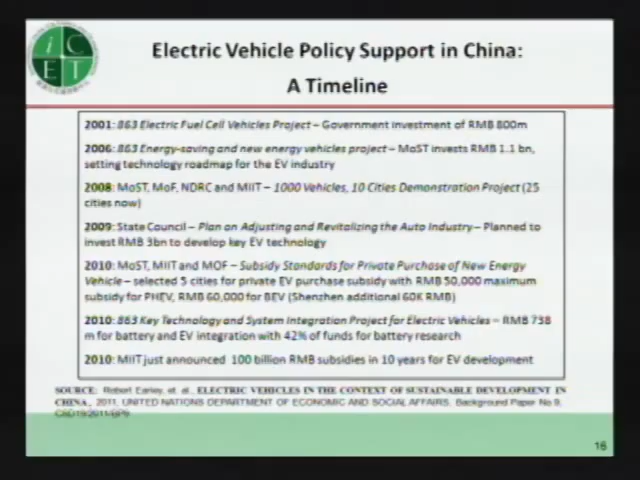 iC
ET
Electric Vehicle Policy Support in China:
A Timeline
2001: 863 Electric Fuel Cell Vehicles Project – Government investment of RMB 800m
2006: 863 Energy-saving and new energy vehicles project – MoST invests RMB 1.1 bn,
setting technology roadmap for the EV industry
2008: MoST, MoF, NDRC and MIIT – 1000 Vehicles, 10 Cities Demonstration Project (25
cities now)
2009: State Council – Plan on Adjusting and Revitalizing the Auto Industry – Planned to
invest RMB 3bn to develop key EV technology
2010: MoST, MIIT and MOF – Subsidy Standards for Private Purchase of New Energy
Vehicle – selected 5 cities for private EV purchase subsidy with RMB 50,000 maximum
subsidy for PHEV, RMB 60,000 for BEV (Shenzhen additional 60K RMB)
2010: 863 Key Technology and System Integration Project for Electric Vehicles – RMB 738
m for battery and EV integration with 42% of funds for battery research
2010: MIIT just announced 100 billion RMB subsidies in 10 years for EV development
SOURCE: Robert Earley, et. al., ELECTRIC VEHICLES IN THE CONTEXT OF SUSTAINABLE DEVELOPMENT IN
CHINA, 2011, UNITED NATIONS DEPARTMENT OF ECONOMIC AND SOCIAL AFFAIRS, Background Paper No 9,
CSD19/2011/BP9
16